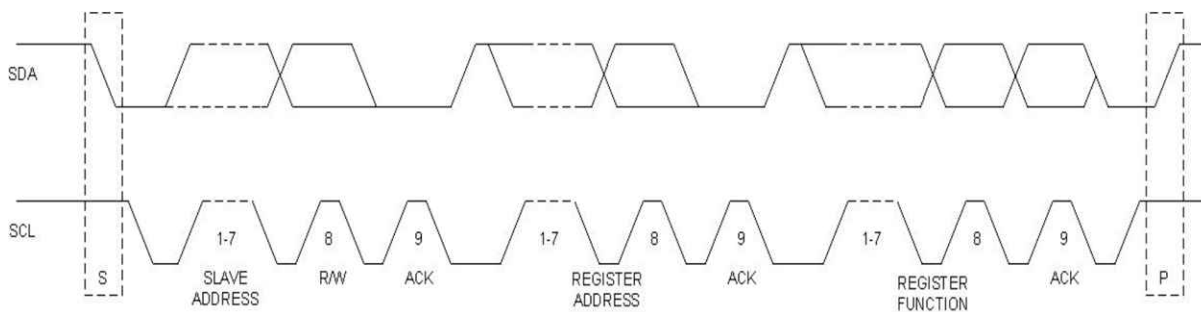 SDA
SCL
1-7
8
9
1-7
8
9
1-7
8
9
S
SLAVE
ADDRESS
R/W
ACK
REGISTER
ADDRESS
ACK
REGISTER
FUNCTION
ACK
P